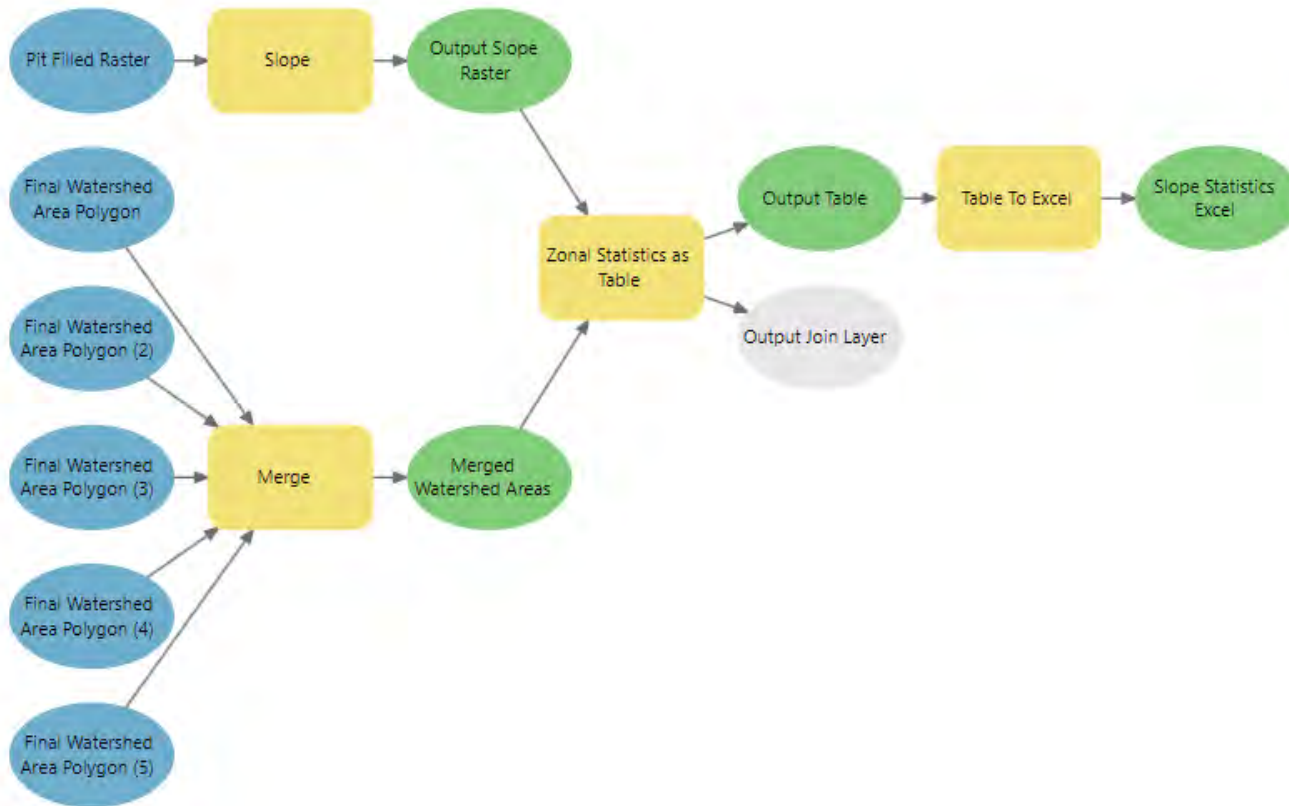 Pit Filled Raster
Slope
Output Slope
Raster
Final Watershed
Area Polygon
Output Table
Table To Excel
Slope Statistics
Excel
Zonal Statistics as
Table
Final Watershed
Area Polygon (2)
Output Join Layer
Final Watershed
Area Polygon (3)
Merge
Merged
Watershed Areas
Final Watershed
Area Polygon (4)
Final Watershed
Area Polygon (5)